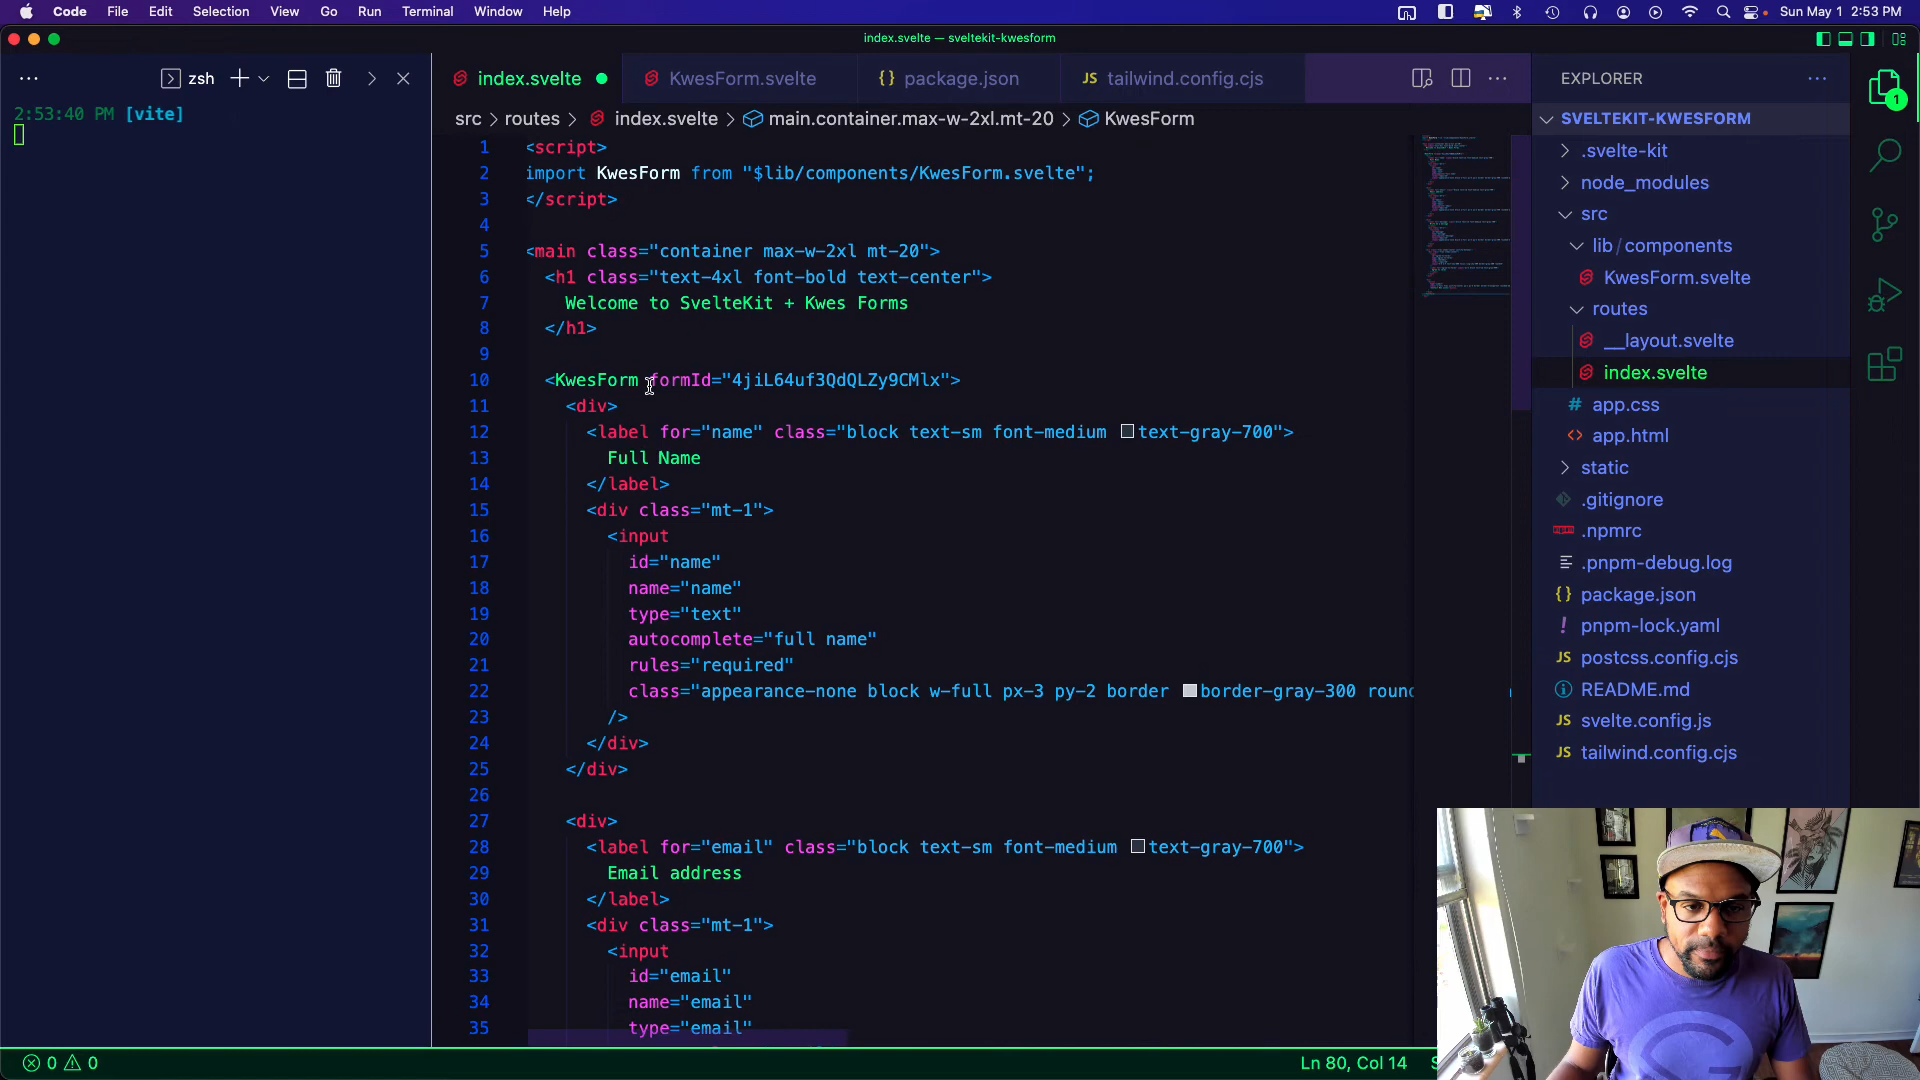 Code File Edit Selection View Go Run Terminal Window Help
Sun May 1 2:53 PM
index.svelte — sveltekit-kwesform
zsh
index.svelte KwesForm.svelte package.json tailwind.config.cjs
EXPLORER
2:53:40 PM [vite]
src > routes > index.svelte > main.container.max-w-2xl.mt-20 > KwesForm
1 <script>
2 import KwesForm from "$lib/components/KwesForm.svelte";
3 </script>
4
5 <main class="container max-w-2xl mt-20">
6 <h1 class="text-4xl font-bold text-center">
7 Welcome to SvelteKit + Kwes Forms
8 </h1>
9
10 <KwesForm formId="4jiL64uf3QdQLZy9CMlx">
11 <div>
12 <label for="name" class="block text-sm font-medium text-gray-700">
13 Full Name
14 </label>
15 <div class="mt-1">
16 <input
17 id="name"
18 name="name"
19 type="text"
20 autocomplete="full name"
21 rules="required"
22 class="appearance-none block w-full px-3 py-2 border border-gray-300
23 />
24 </div>
25 </div>
26
27 <div>
28 <label for="email" class="block text-sm font-medium text-gray-700">
29 Email address
30 </label>
31 <div class="mt-1">
32 <input
33 id="email"
34 name="email"
35 type="email"
SVELTEKIT-KWESFORM
.svelte-kit
node_modules
src
lib/components
KwesForm.svelte
routes
__layout.svelte
index.svelte
app.css
app.html
static
.gitignore
.npmrc
.pnpm-debug.log
package.json
pnpm-lock.yaml
postcss.config.cjs
README.md
svelte.config.js
tailwind.config.cjs
1
0 0
Ln 80, Col 14